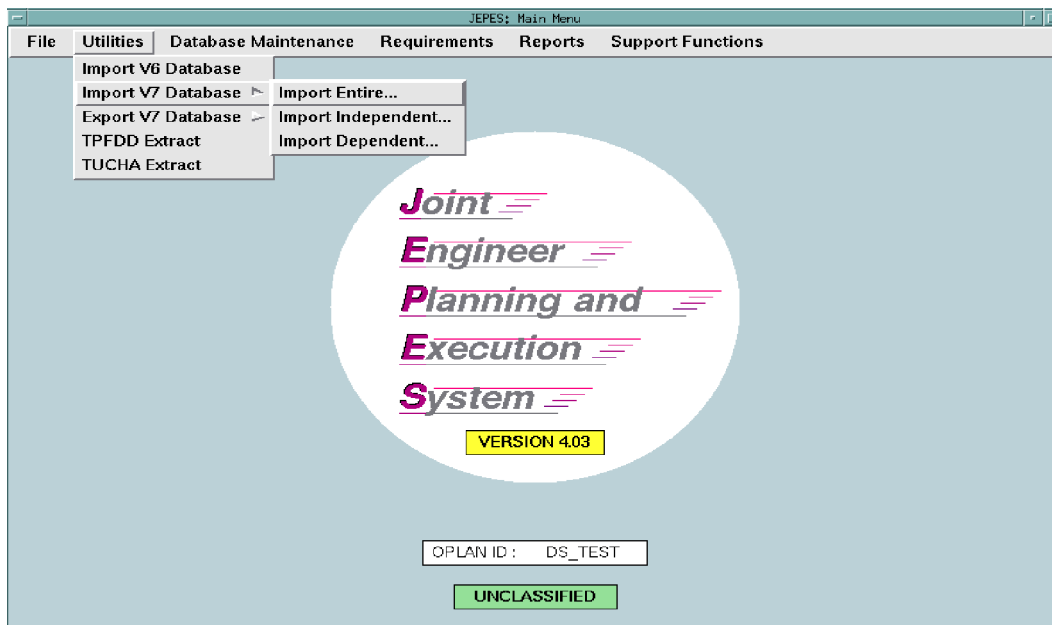 JEPES: Main Menu
File Utilities Database Maintenance Requirements Reports Support Functions
Import V6 Database
Import V7 Database Import Entire...
Export V7 Database Import Independent...
TPFDD Extract Import Dependent...
TUCHA Extract
Joint
Engineer
Planning and
Execution
System
VERSION 4.03
OPLAN ID : DS_TEST
UNCLASSIFIED